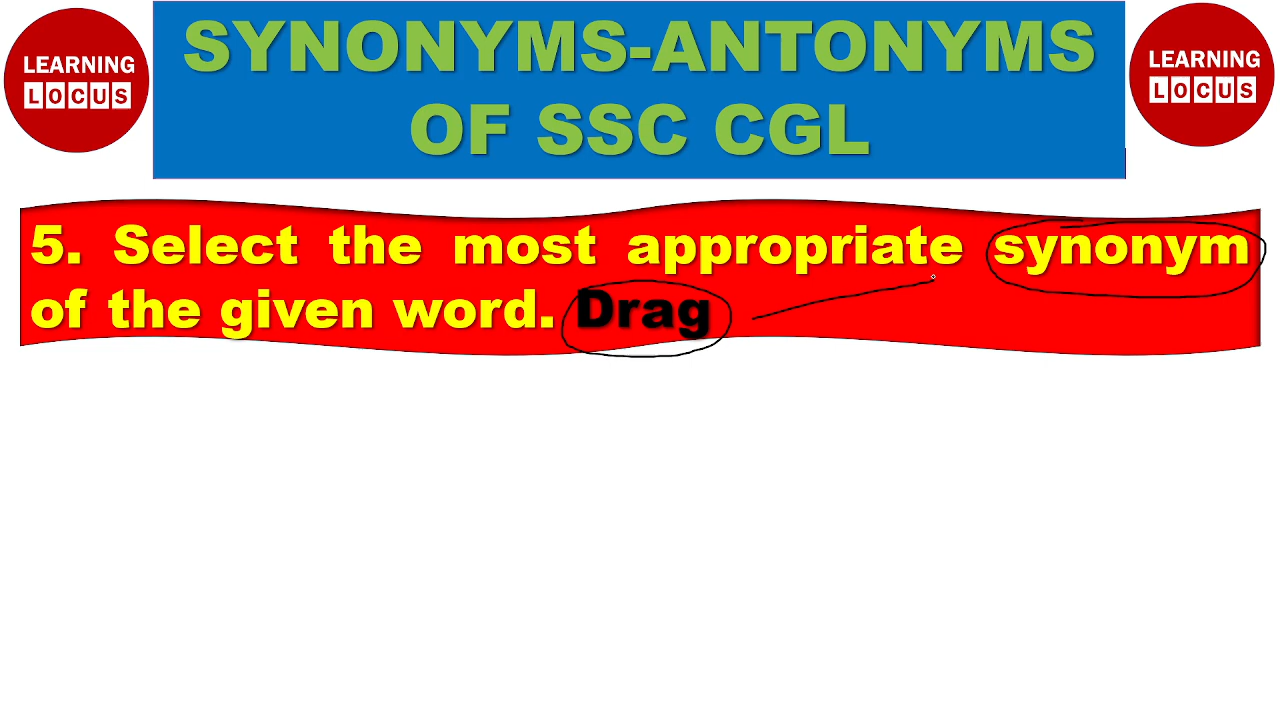 LEARNING
LOCUS
SYNONYMS-ANTONYMS
OF SSC CGL
LEARNING
LOCUS
5. Select the most appropriate synonym
of the given word. Drag